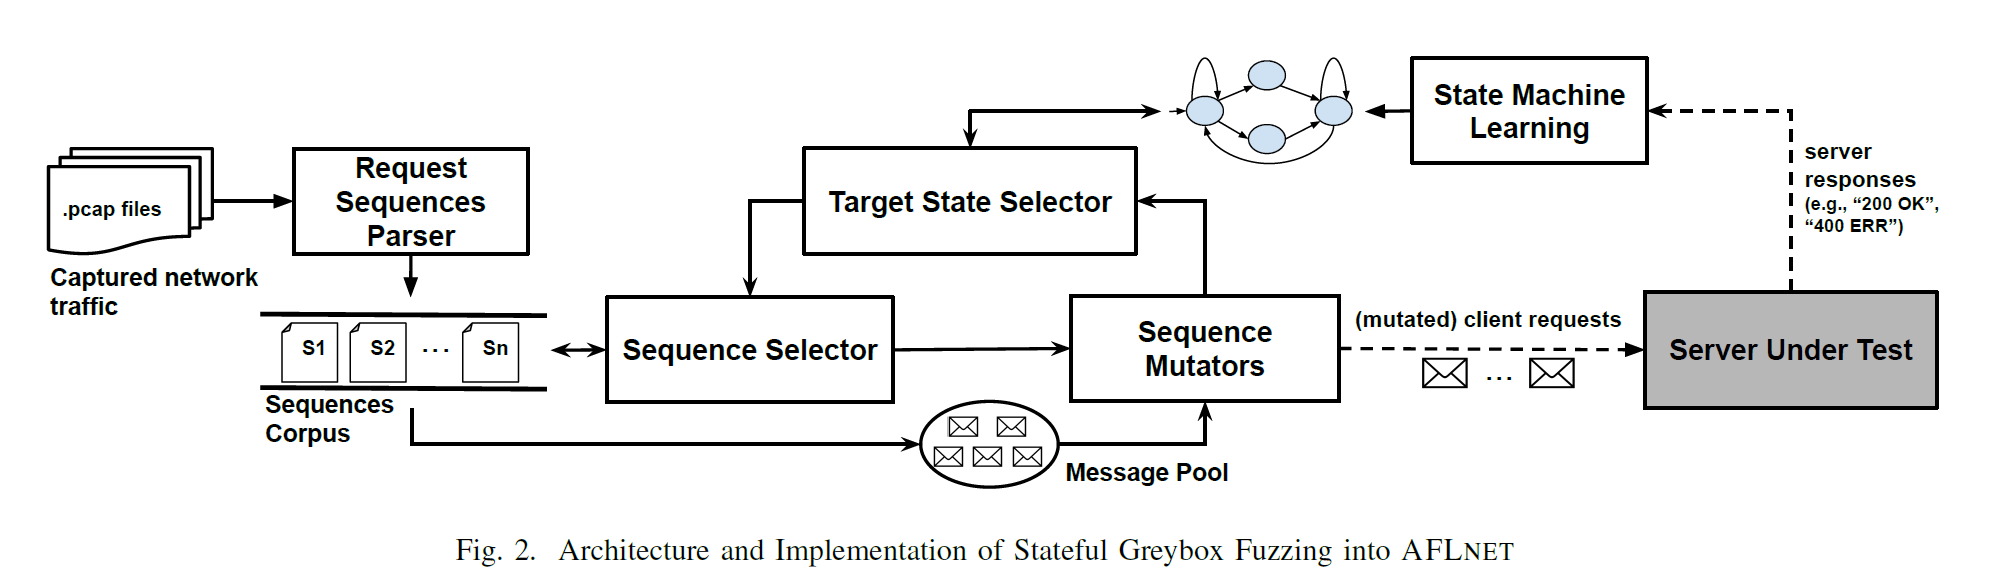 State Machine
Learning
server
responses
(e.g., “200 OK”,
“400 ERR”)
.pcap files
Captured network
traffic
Request
Sequences
Parser
Target State Selector
S1
S2
...
Sn
Sequences
Corpus
Sequence Selector
Sequence
Mutators
(mutated) client requests
...
Server Under Test
Message Pool
Fig. 2. Architecture and Implementation of Stateful Greybox Fuzzing into AFLNET